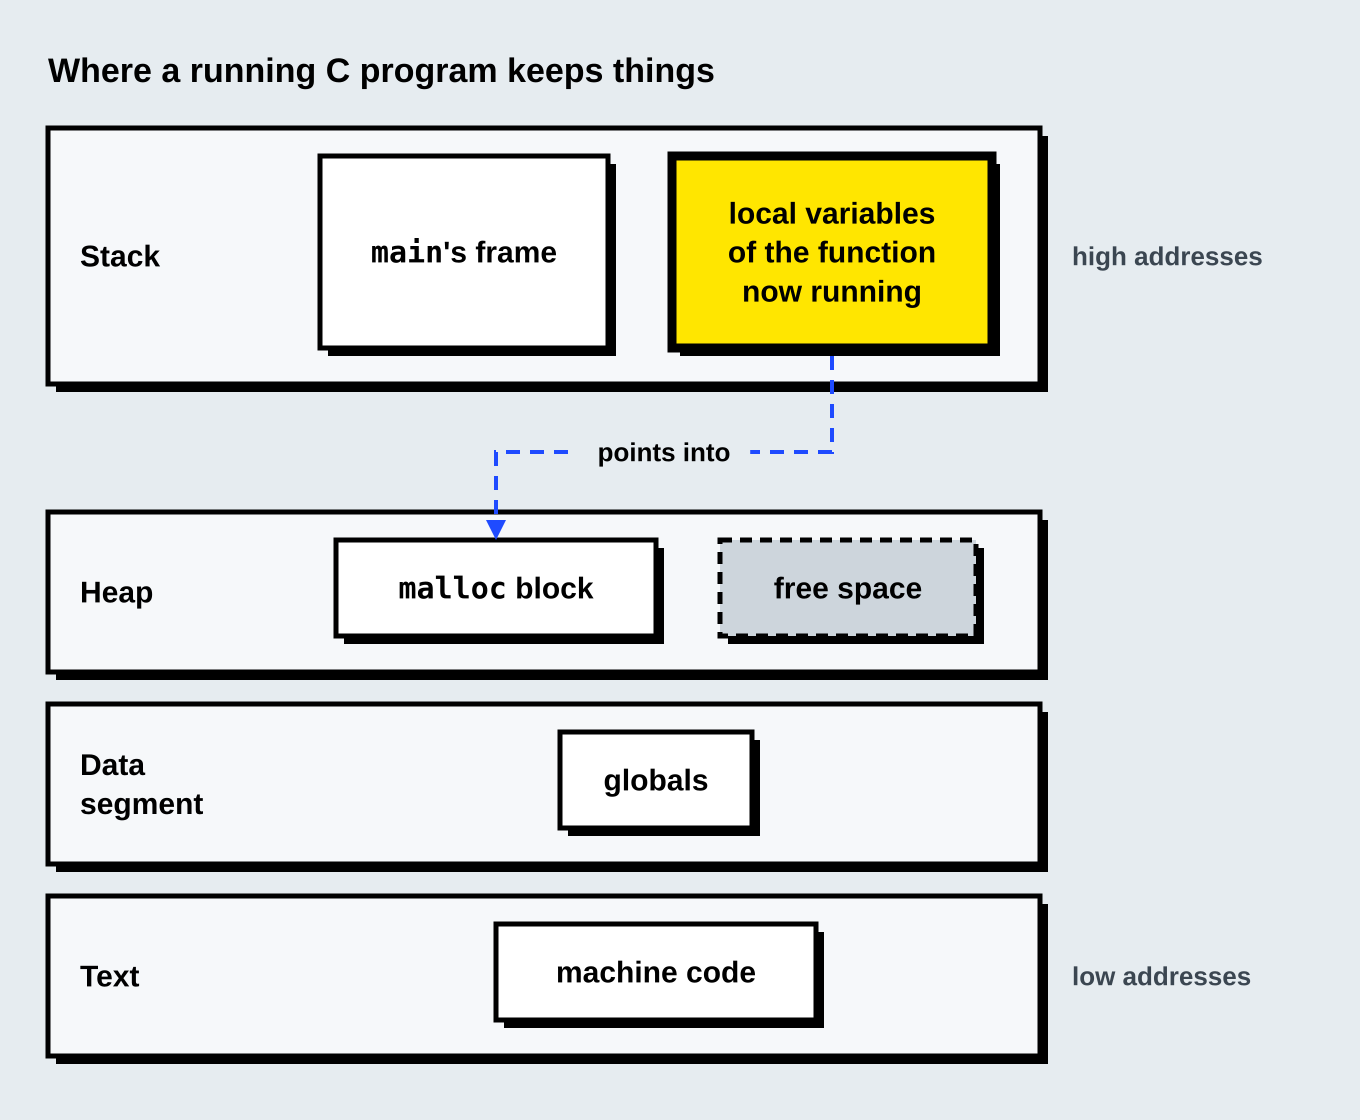 Where a running C program keeps things
Stack
main's frame
local variables
of the function
now running
high addresses
points into
Heap
malloc block
free space
Data
segment
globals
Text
machine code
low addresses